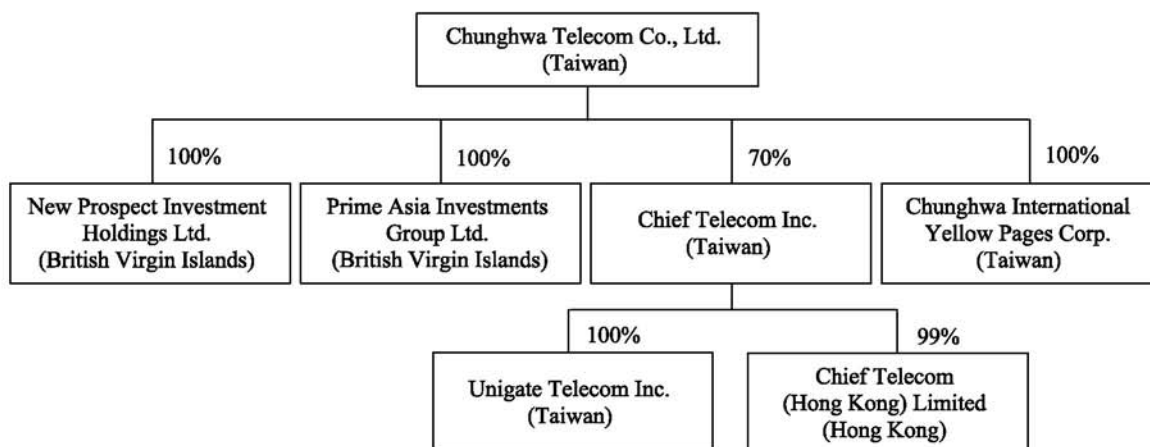 Chunghwa Telecom Co., Ltd.
(Taiwan)
100%
100%
70%
100%
New Prospect Investment
Holdings Ltd.
(British Virgin Islands)
Prime Asia Investments
Group Ltd.
(British Virgin Islands)
Chief Telecom Inc.
(Taiwan)
Chunghwa International
Yellow Pages Corp.
(Taiwan)
100%
99%
Unigate Telecom Inc.
(Taiwan)
Chief Telecom
(Hong Kong) Limited
(Hong Kong)